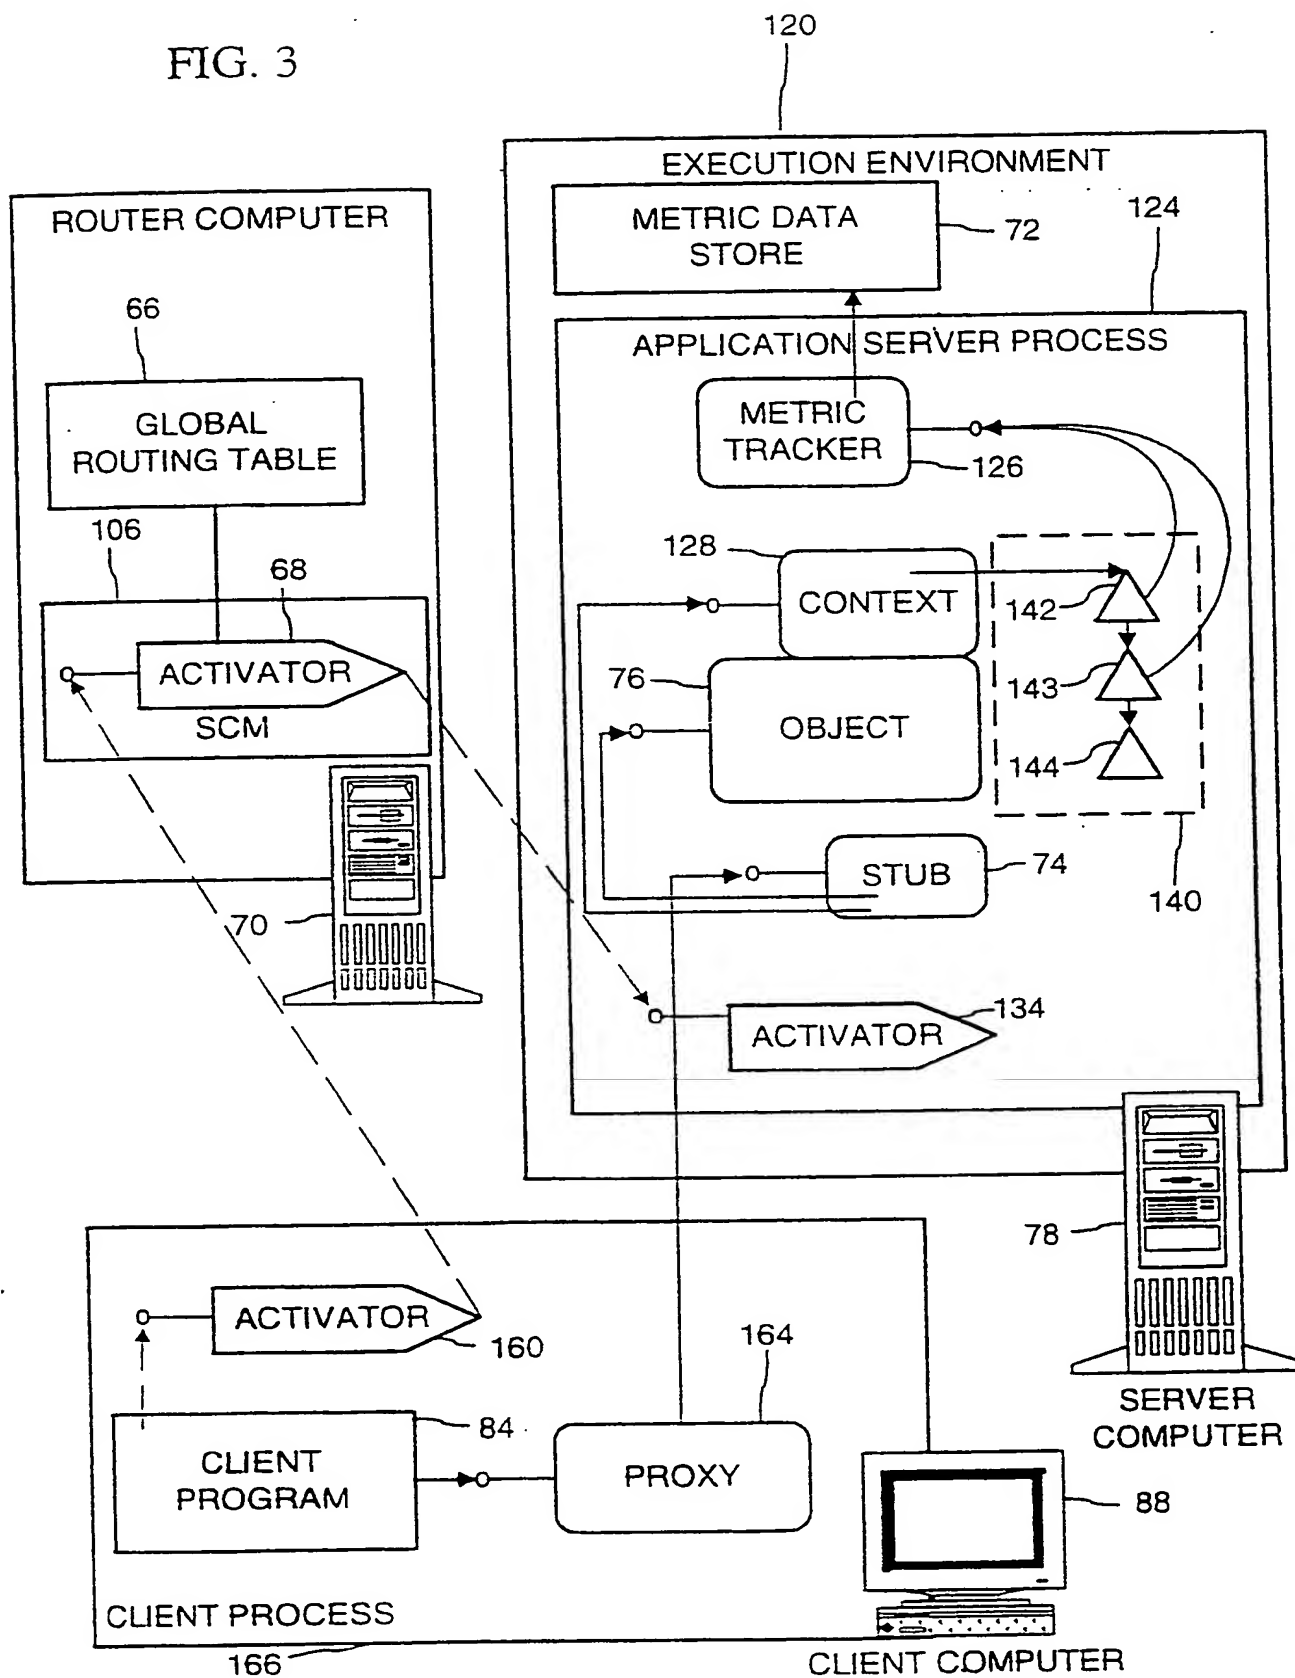 FIG. 3
120
EXECUTION ENVIRONMENT
METRIC DATA
STORE
72
124
ROUTER COMPUTER
66
GLOBAL
ROUTING TABLE
106
68
ACTIVATOR
SCM
70
APPLICATION SERVER PROCESS
METRIC
TRACKER
126
128
CONTEXT
142
76
OBJECT
143
144
STUB
74
140
ACTIVATOR
134
78
SERVER
COMPUTER
ACTIVATOR
160
164
84
CLIENT
PROGRAM
PROXY
88
CLIENT PROCESS
166
CLIENT COMPUTER